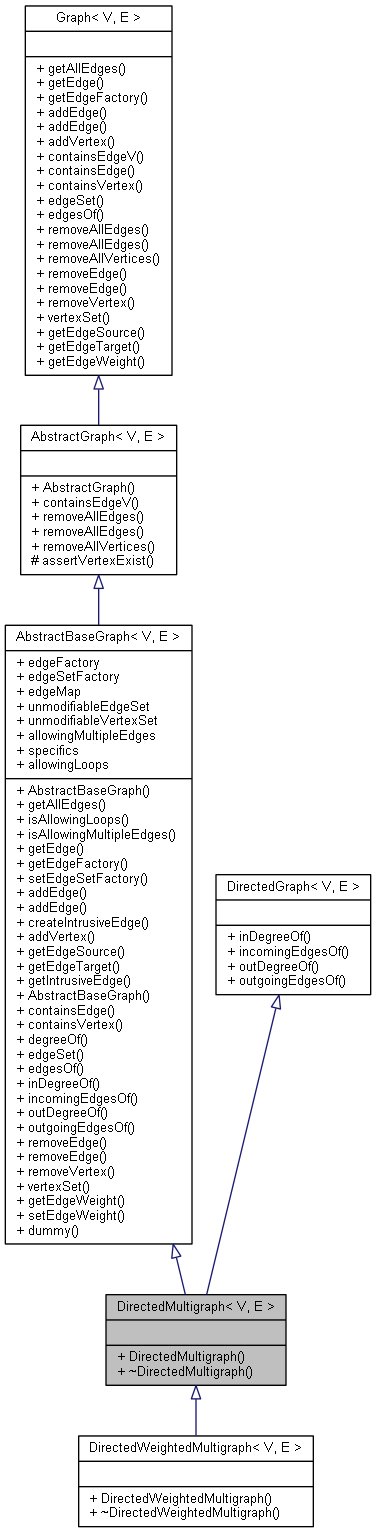 Graph< V, E >
+ getAllEdges()
+ getEdge()
+ getEdgeFactory()
+ addEdge()
+ addEdge()
+ addVertex()
+ containsEdgeV()
+ containsEdge()
+ containsVertex()
+ edgeSet()
+ edgesOf()
+ removeAllEdges()
+ removeAllEdges()
+ removeAllVertices()
+ removeEdge()
+ removeEdge()
+ removeVertex()
+ vertexSet()
+ getEdgeSource()
+ getEdgeTarget()
+ getEdgeWeight()
AbstractGraph< V, E >
+ AbstractGraph()
+ containsEdgeV()
+ removeAllEdges()
+ removeAllEdges()
+ removeAllVertices()
# assertVertexExist()
AbstractBaseGraph< V, E >
+ edgeFactory
+ edgeSetFactory
+ edgeMap
+ unmodifiableEdgeSet
+ unmodifiableVertexSet
+ allowingMultipleEdges
+ specifics
+ allowingLoops
+ AbstractBaseGraph()
+ getAllEdges()
+ isAllowingLoops()
+ isAllowingMultipleEdges()
+ getEdge()
+ getEdgeFactory()
+ setEdgeSetFactory()
+ addEdge()
+ addEdge()
+ createIntrusiveEdge()
+ addVertex()
+ getEdgeSource()
+ getEdgeTarget()
+ getIntrusiveEdge()
+ AbstractBaseGraph()
+ containsEdge()
+ containsVertex()
+ degreeOf()
+ edgeSet()
+ edgesOf()
+ inDegreeOf()
+ incomingEdgesOf()
+ outDegreeOf()
+ outgoingEdgesOf()
+ removeEdge()
+ removeEdge()
+ removeVertex()
+ vertexSet()
+ getEdgeWeight()
+ setEdgeWeight()
+ dummy()
DirectedGraph< V, E >
+ inDegreeOf()
+ incomingEdgesOf()
+ outDegreeOf()
+ outgoingEdgesOf()
DirectedMultigraph< V, E >
+ DirectedMultigraph()
+ ~DirectedMultigraph()
DirectedWeightedMultigraph< V, E >
+ DirectedWeightedMultigraph()
+ ~DirectedWeightedMultigraph()